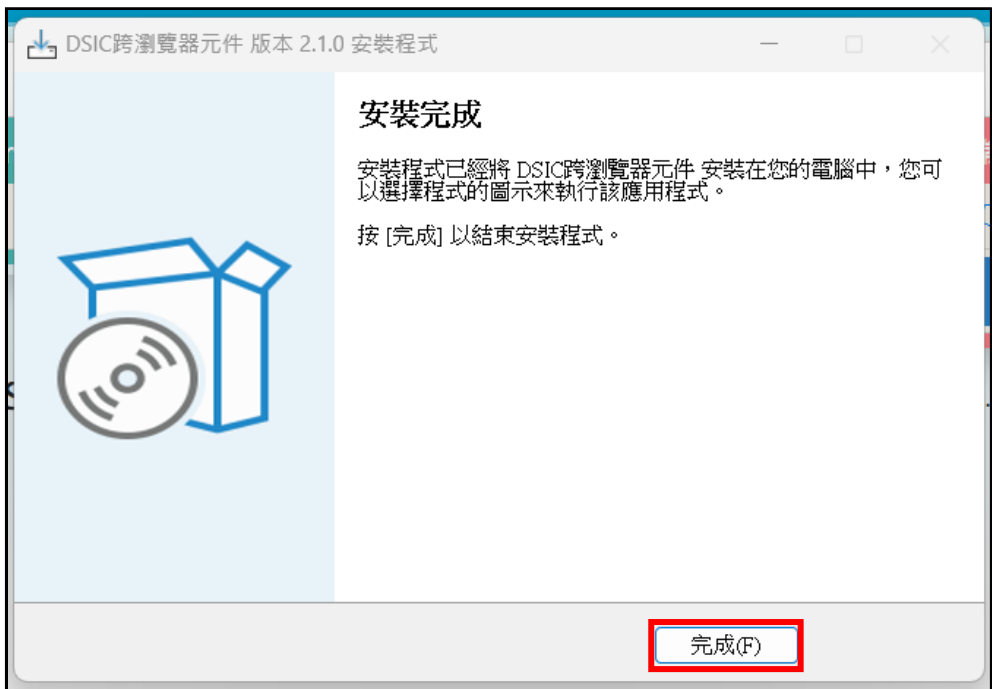 DSIC跨瀏覽器元件 版本 2.1.0 安裝程式
安裝完成
安裝程式已經將 DSIC跨瀏覽器元件 安裝在您的電腦中，您可
以選擇程式的圖示來執行該應用程式。
按 [完成] 以結束安裝程式。
完成(F)